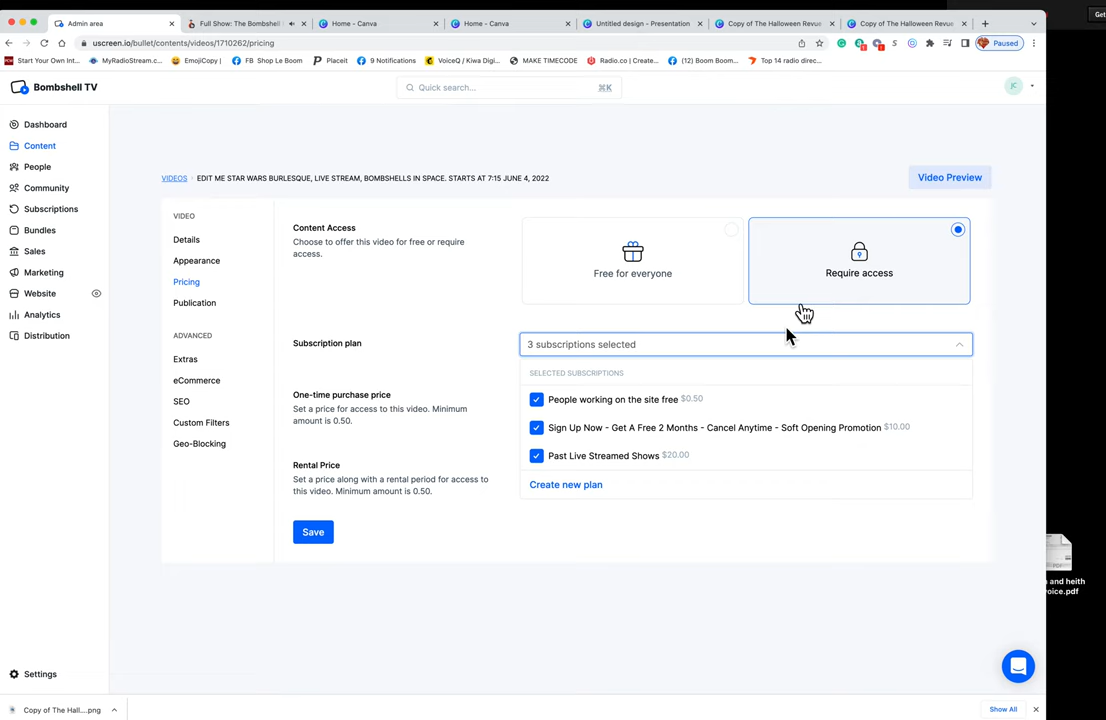 Get
Admin area
Full Show: The Bombshell
Home - Canva
Home - Canva
Untitled design - Presentation
Copy of The Halloween Revue
Copy of The Halloween Revue
uscreen.io/bullet/contents/videos/1710262/pricing
Paused
Start Your Own Int...
MyRadioStream.c...
EmojiCopy |
FB Shop Le Boom
Placeit
9 Notifications
VoiceQ / Kiwa Digi...
MAKE TIMECODE
Radio.co | Create...
(12) Boom Boom...
Top 14 radio direc...
Bombshell TV
Quick search...
⌘K
JC
Dashboard
Content
People
Community
Subscriptions
Bundles
Sales
Marketing
Website
Analytics
Distribution
Settings
VIDEOS
EDIT ME STAR WARS BURLESQUE, LIVE STREAM, BOMBSHELLS IN SPACE. STARTS AT 7:15 JUNE 4, 2022
Video Preview
VIDEO
Details
Appearance
Pricing
Publication
ADVANCED
Extras
eCommerce
SEO
Custom Filters
Geo-Blocking
Content Access
Choose to offer this video for free or require
access.
Free for everyone
Require access
Subscription plan
3 subscriptions selected
SELECTED SUBSCRIPTIONS
People working on the site free $0.50
Sign Up Now - Get A Free 2 Months - Cancel Anytime - Soft Opening Promotion $10.00
Past Live Streamed Shows $20.00
Create new plan
One-time purchase price
Set a price for access to this video. Minimum
amount is 0.50.
Rental Price
Set a price along with a rental period for access to
this video. Minimum amount is 0.50.
Save
and heith
voice.pdf
Copy of The Hall....png
Show All